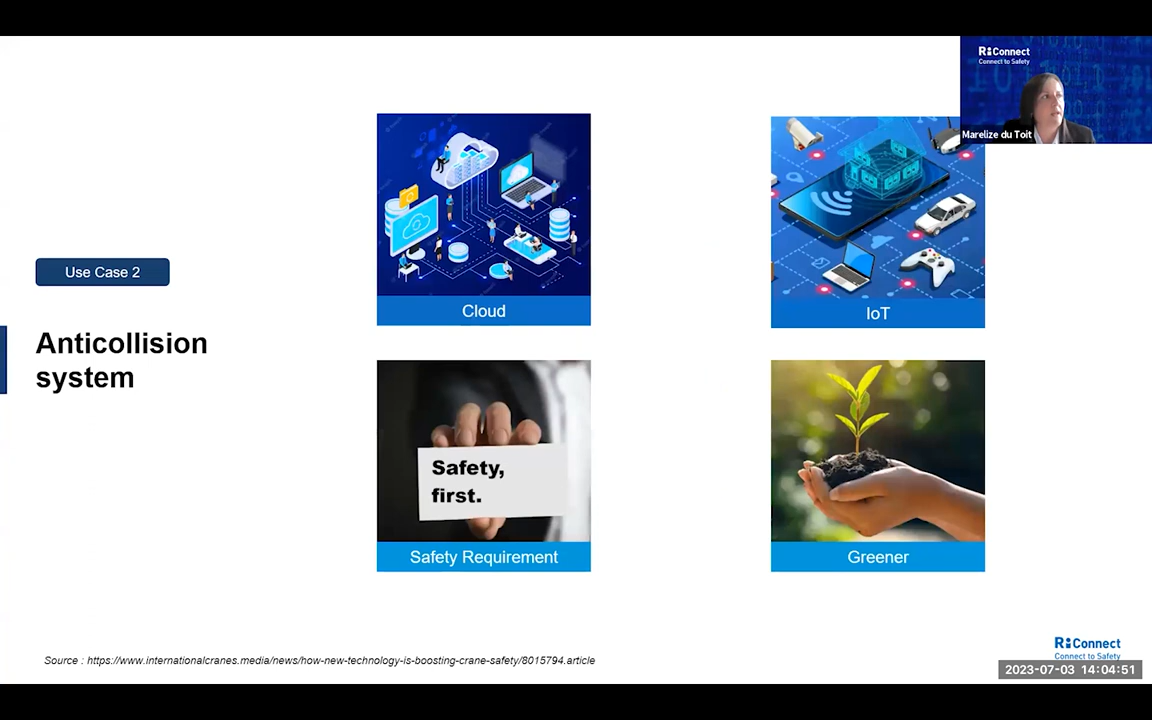 R:Connect
Connect to Safety
Marelize du Toit
Use Case 2
Anticollision
system
Cloud
IoT
Safety,
first.
Safety Requirement
Greener
Source : https://www.internationalcranes.media/news/how-new-technology-is-boosting-crane-safety/8015794.article
R:Connect
Connect to Safety
2023-07-03 14:04:51